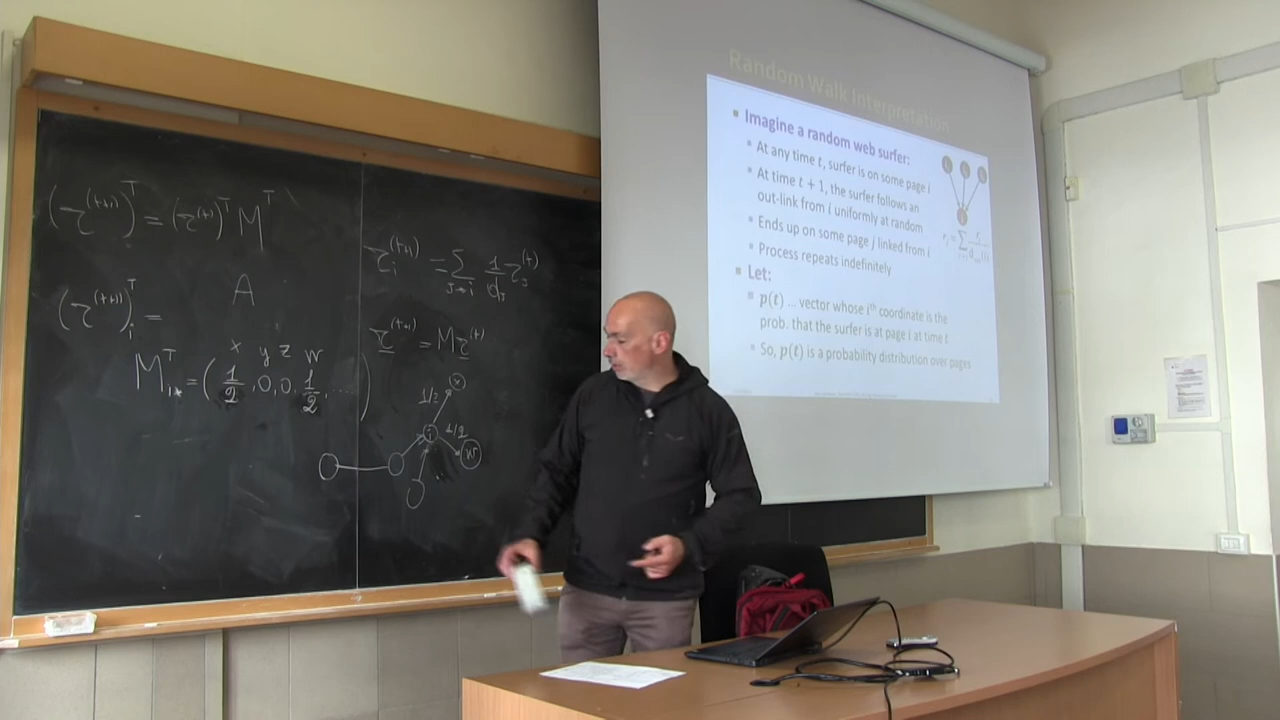 (r^(t+1))^T = (r^(t))^T M^T
A
(r^(t+1))_i^T =
x y z w
M^T_i* = (1/2, 0, 0, 1/2, ....)
r_i^(t+1) = ∑_{j→i} 1/d_j r_j^(t)
r^(t+1) = M r^(t)
x
1/2
i
1/2
w
Random Walk Interpretation
Imagine a random web surfer:
At any time t, surfer is on some page i
At time t + 1, the surfer follows an
out-link from i uniformly at random
Ends up on some page j linked from i
Process repeats indefinitely
Let:
p(t) ... vector whose i^th coordinate is the
prob. that the surfer is at page i at time t
So, p(t) is a probability distribution over pages